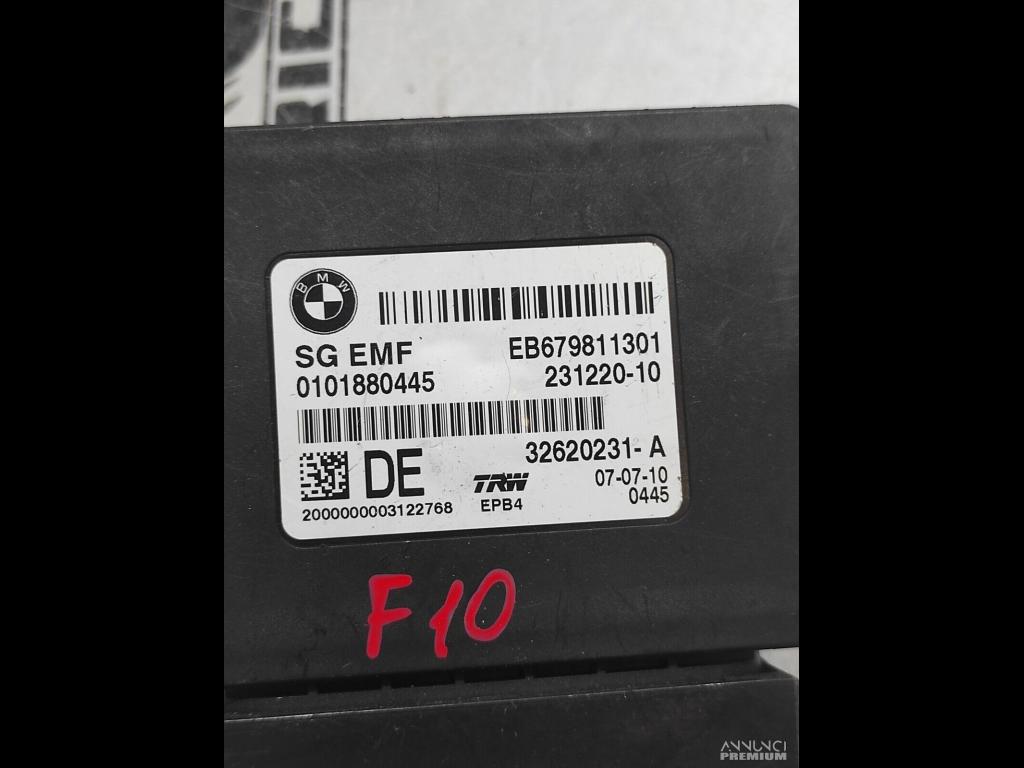 BMW
SG EMF EB679811301
0101880445 231220-10
32620231- A
DE TRW 07-07-10
2000000003122768 EPB4 0445
F10
ANNUNCI
PREMIUM